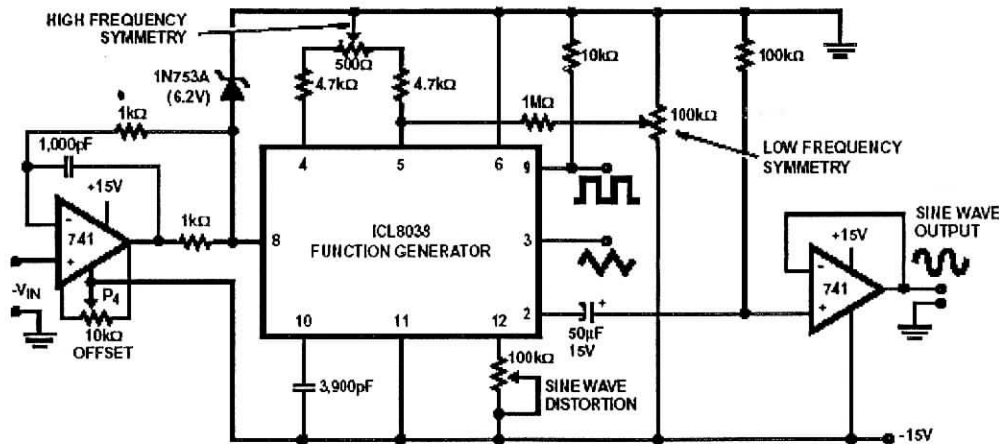 HIGH FREQUENCY
SYMMETRY
500Ω
4.7kΩ
4.7kΩ
10kΩ
100kΩ
1N753A
(6.2V)
1kΩ
1MΩ
100kΩ
LOW FREQUENCY
SYMMETRY
1,000pF
+15V
-
741
+
-VIN
P4
10kΩ
OFFSET
1kΩ
4
5
6
9
8
ICL8038
FUNCTION GENERATOR
3
2
10
11
12
+
50µF
15V
3,900pF
100kΩ
SINE WAVE
DISTORTION
SINE WAVE
OUTPUT
+15V
-
741
+
-15V